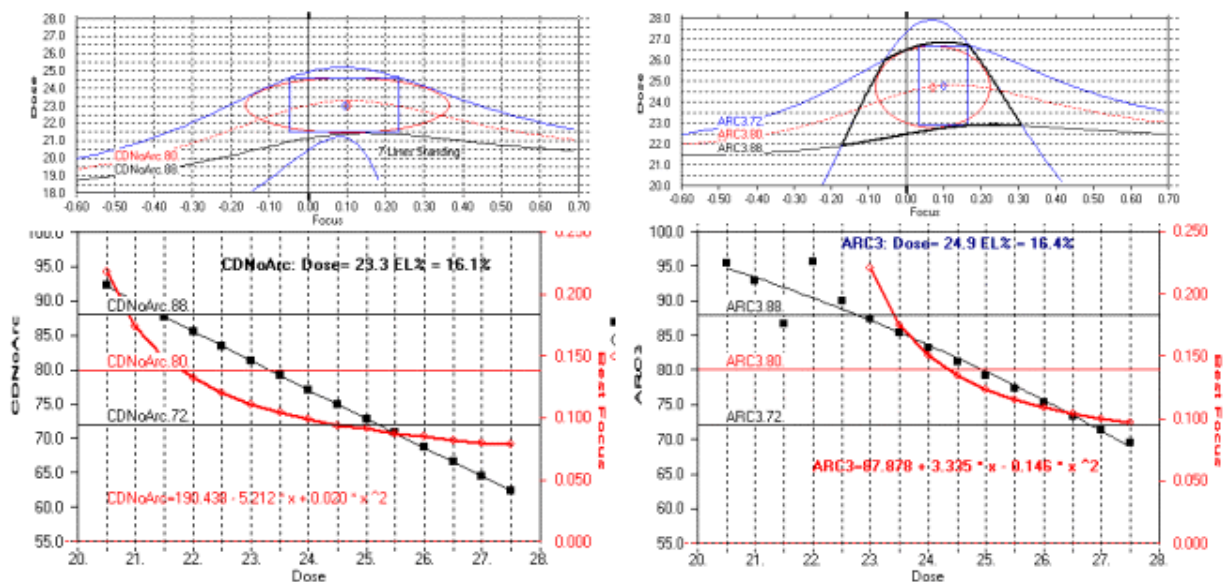 28.0
27.0
26.0
25.0
24.0
23.0
22.0
21.0
20.0
19.0
18.0
Dose
CDNoArc.80.
CDNoArc.88.
7-Lines Standing
-0.60 -0.50 -0.40 -0.30 -0.20 -0.10 0.00 0.10 0.20 0.30 0.40 0.50 0.60 0.70
Focus
28.0
27.0
26.0
25.0
24.0
23.0
22.0
21.0
20.0
Dose
ARC3.72.
ARC3.80.
ARC3.88.
-0.60 -0.50 -0.40 -0.30 -0.20 -0.10 0.00 0.10 0.20 0.30 0.40 0.50 0.60 0.70
Focus
100.0
95.0
90.0
85.0
80.0
75.0
70.0
65.0
60.0
55.0
CDNoArc
CDNoArc: Dose= 23.3 EL% = 16.1%
CDNoArc.88.
CDNoArc.80.
CDNoArc.72.
CDNoArc=190.438 - 5.212 * x + 0.020 * x ^2
0.250
0.200
0.150
0.100
0.050
0.000
Best Focus
20. 21. 22. 23. 24. 25. 26. 27. 28.
Dose
100.0
95.0
90.0
85.0
80.0
75.0
70.0
65.0
60.0
55.0
ARC3
ARC3: Dose= 24.9 EL% = 16.4%
ARC3.88.
ARC3.80.
ARC3.72.
ARC3=87.878 + 3.335 * x - 0.146 * x ^2
0.250
0.200
0.150
0.100
0.050
0.000
Best Focus
20. 21. 22. 23. 24. 25. 26. 27. 28.
Dose